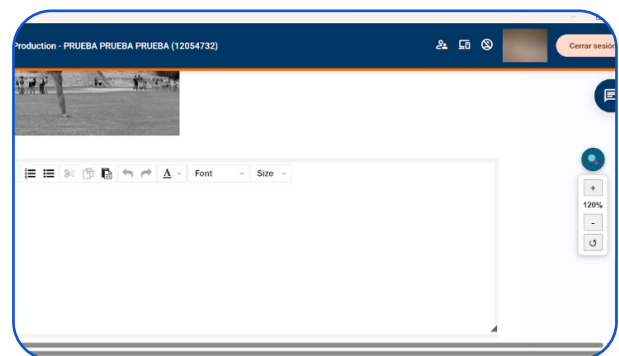 Production - PRUEBA PRUEBA PRUEBA (12054732)
Cerrar sesión
A Font Size
+
120%
-